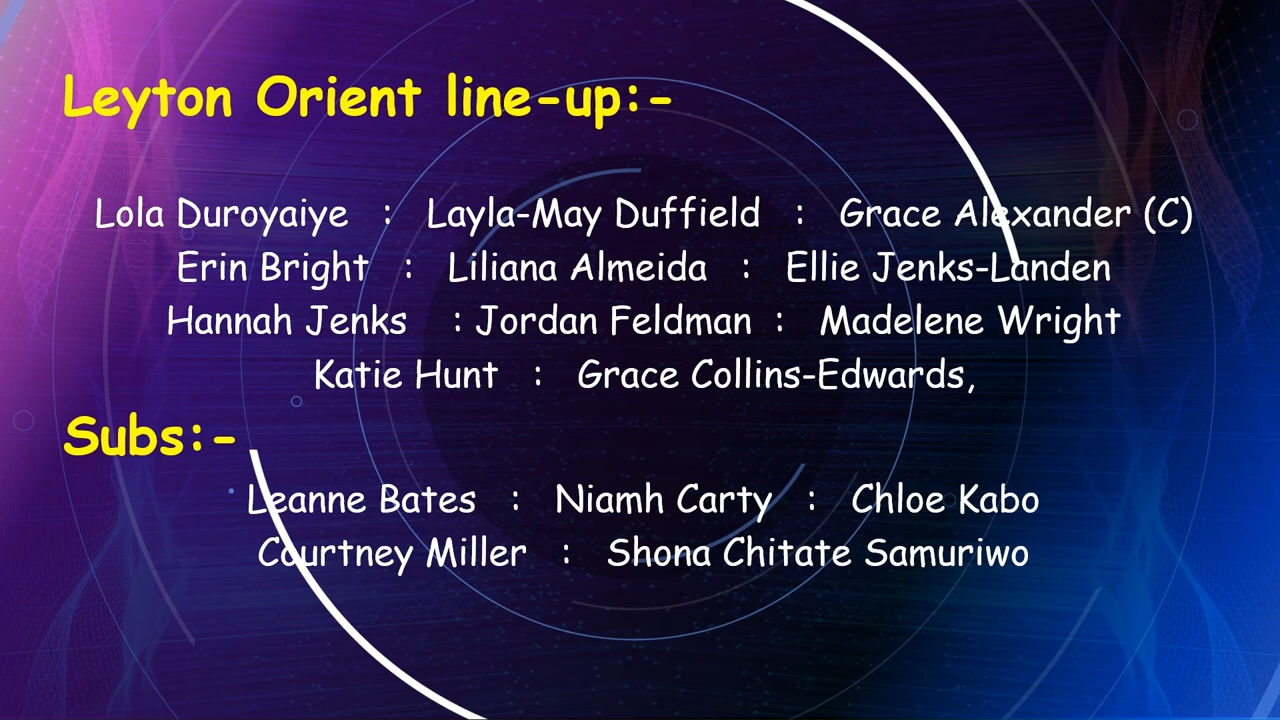 Leyton Orient line-up:-
Lola Duroyaiye : Layla-May Duffield : Grace Alexander (C)
Erin Bright : Liliana Almeida : Ellie Jenks-Landen
Hannah Jenks : Jordan Feldman : Madelene Wright
Katie Hunt : Grace Collins-Edwards,
Subs:-
Leanne Bates : Niamh Carty : Chloe Kabo
Courtney Miller : Shona Chitate Samuriwo